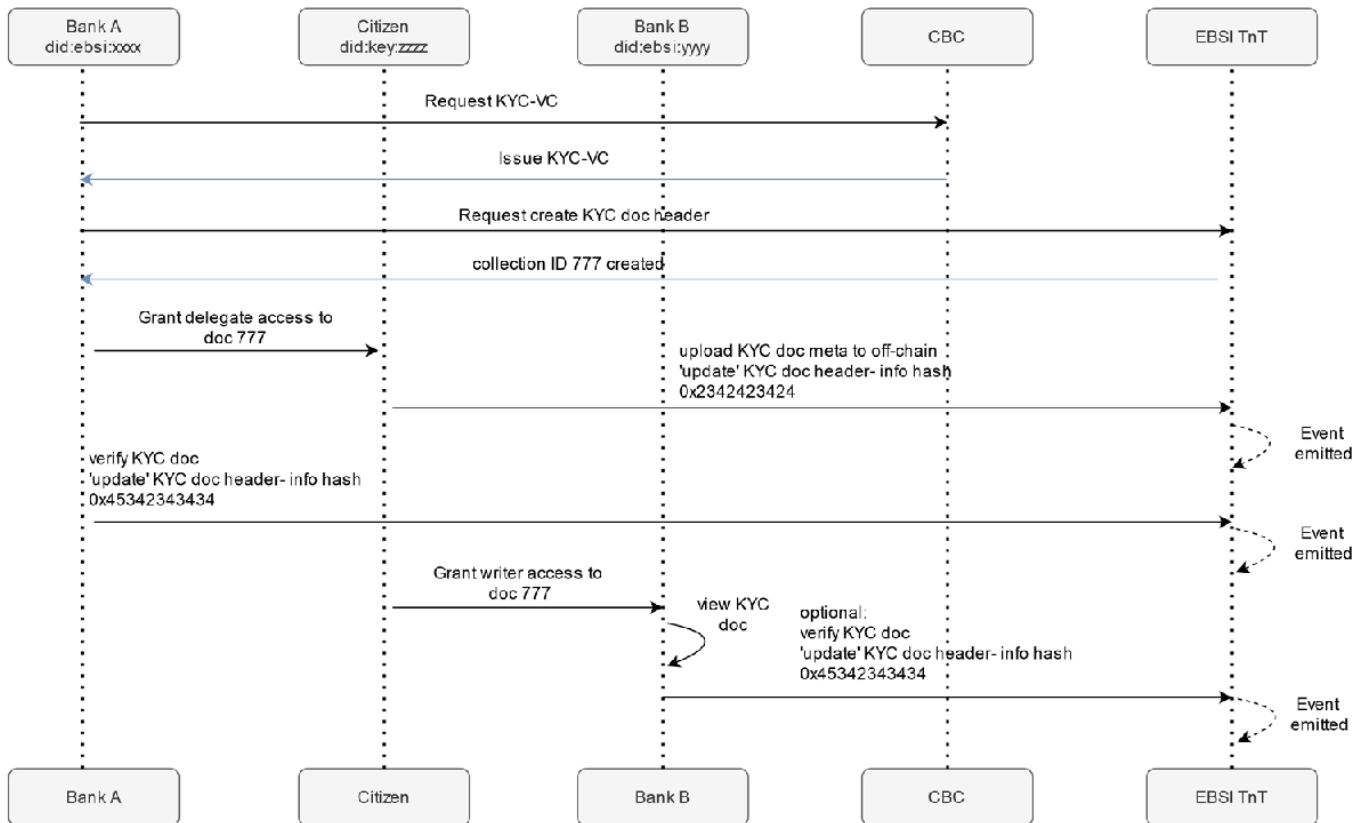 Bank A
did:ebsi:xxxx
Citizen
did:key:zzzz
Bank B
did:ebsi:yyyy
CBC
EBSI TnT
Request KYC-VC
Issue KYC-VC
Request create KYC doc header
collection ID 777 created
Grant delegate access to
doc 777
upload KYC doc meta to off-chain
'update' KYC doc header- info hash
0x2342423424
Event
emitted
verify KYC doc
'update' KYC doc header- info hash
0x45342343434
Event
emitted
Grant writer access to
doc 777
view KYC
doc
optional:
verify KYC doc
'update' KYC doc header- info hash
0x45342343434
Event
emitted
Bank A
Citizen
Bank B
CBC
EBSI TnT